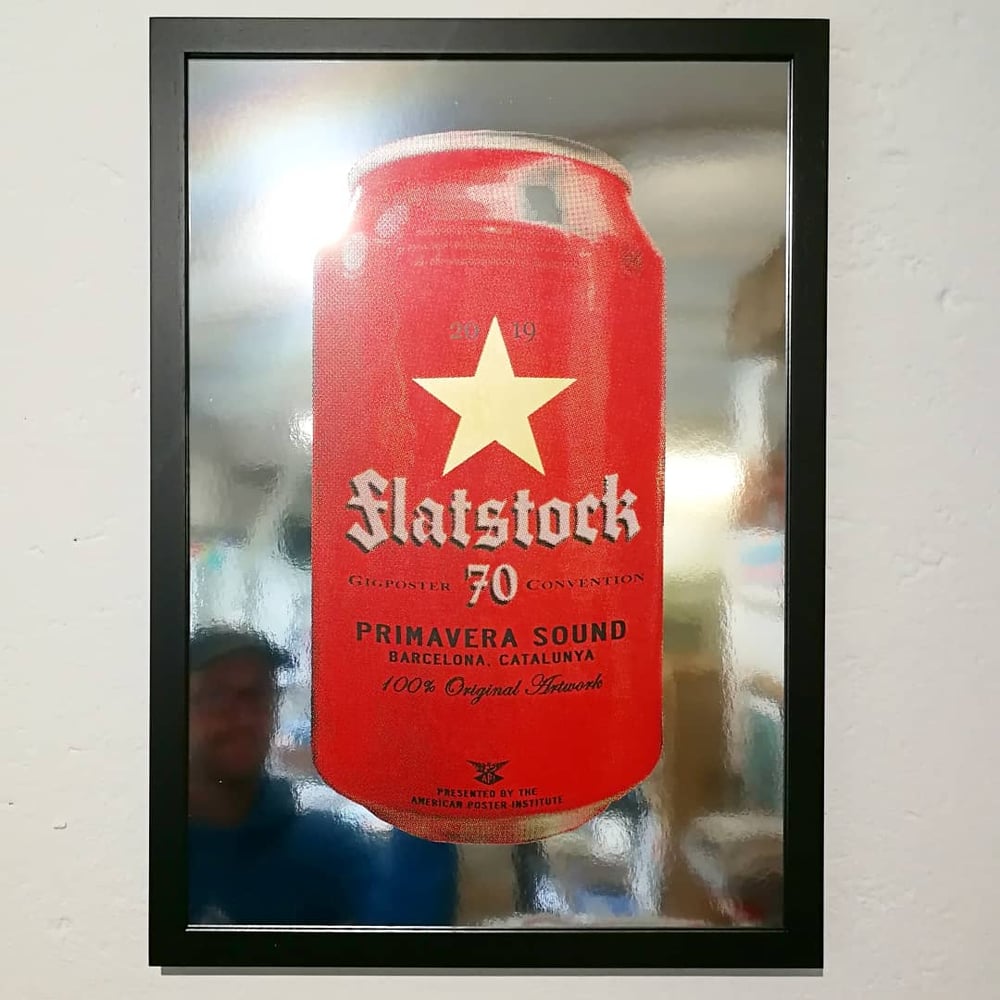 20 19
Flatstock
GIGPOSTER 70 CONVENTION
PRIMAVERA SOUND
BARCELONA, CATALUNYA
100% Original Artwork
PRESENTED BY THE
AMERICAN POSTER INSTITUTE